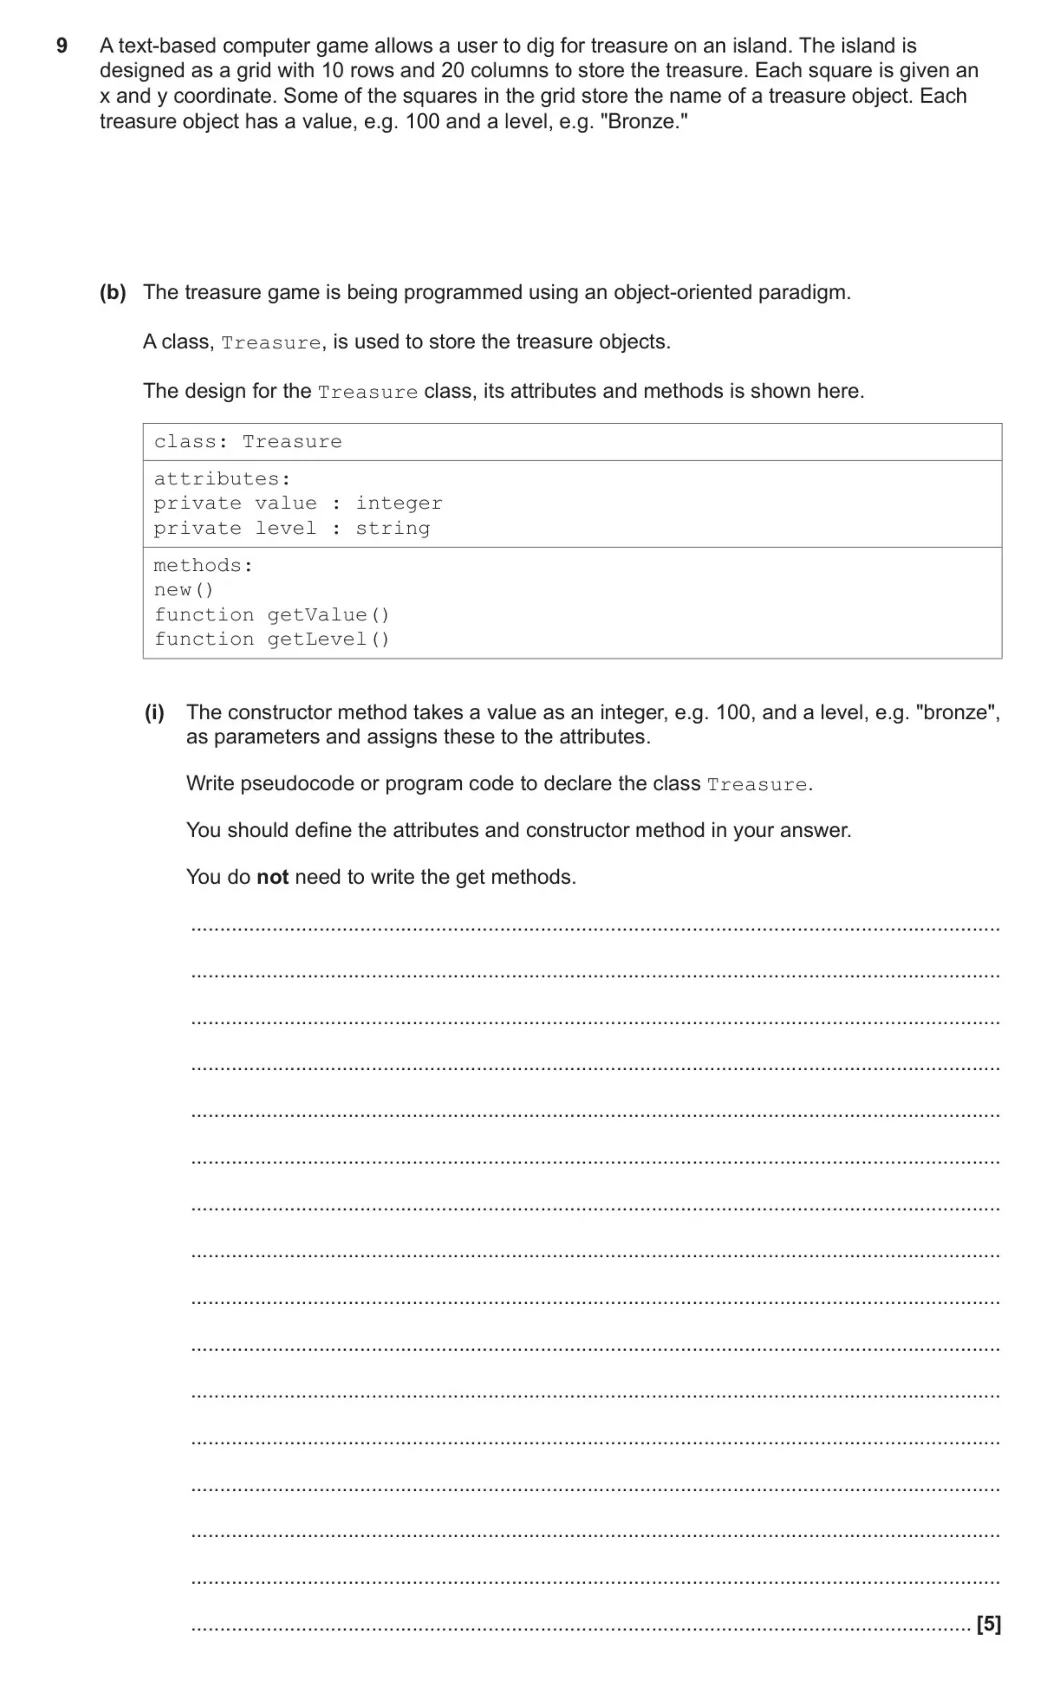 9 A text-based computer game allows a user to dig for treasure on an island. The island is
designed as a grid with 10 rows and 20 columns to store the treasure. Each square is given an
x and y coordinate. Some of the squares in the grid store the name of a treasure object. Each
treasure object has a value, e.g. 100 and a level, e.g. "Bronze."
(b) The treasure game is being programmed using an object-oriented paradigm.
A class, Treasure, is used to store the treasure objects.
The design for the Treasure class, its attributes and methods is shown here.
class: Treasure
attributes:
private value : integer
private level : string
methods:
new()
function getValue()
function getLevel()
(i) The constructor method takes a value as an integer, e.g. 100, and a level, e.g. "bronze",
as parameters and assigns these to the attributes.
Write pseudocode or program code to declare the class Treasure.
You should define the attributes and constructor method in your answer.
You do not need to write the get methods.
[5]